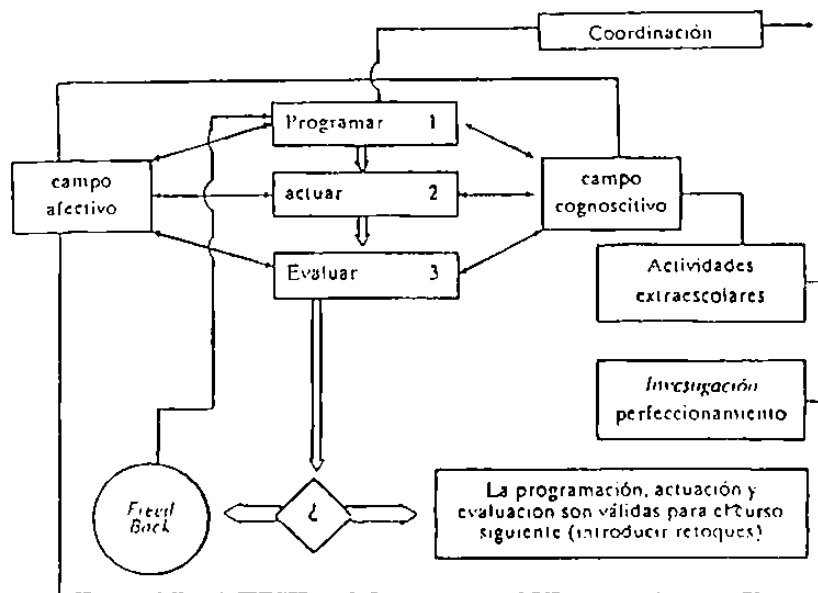 Coordinación
Programar 1
campo
afectivo
actuar 2
campo
cognoscitivo
Evaluar 3
Actividades
extraescolares
Investigación
perfeccionamiento
Feed
Back
¿
La programación, actuación y
evaluación son válidas para el curso
siguiente (introducir retoques)